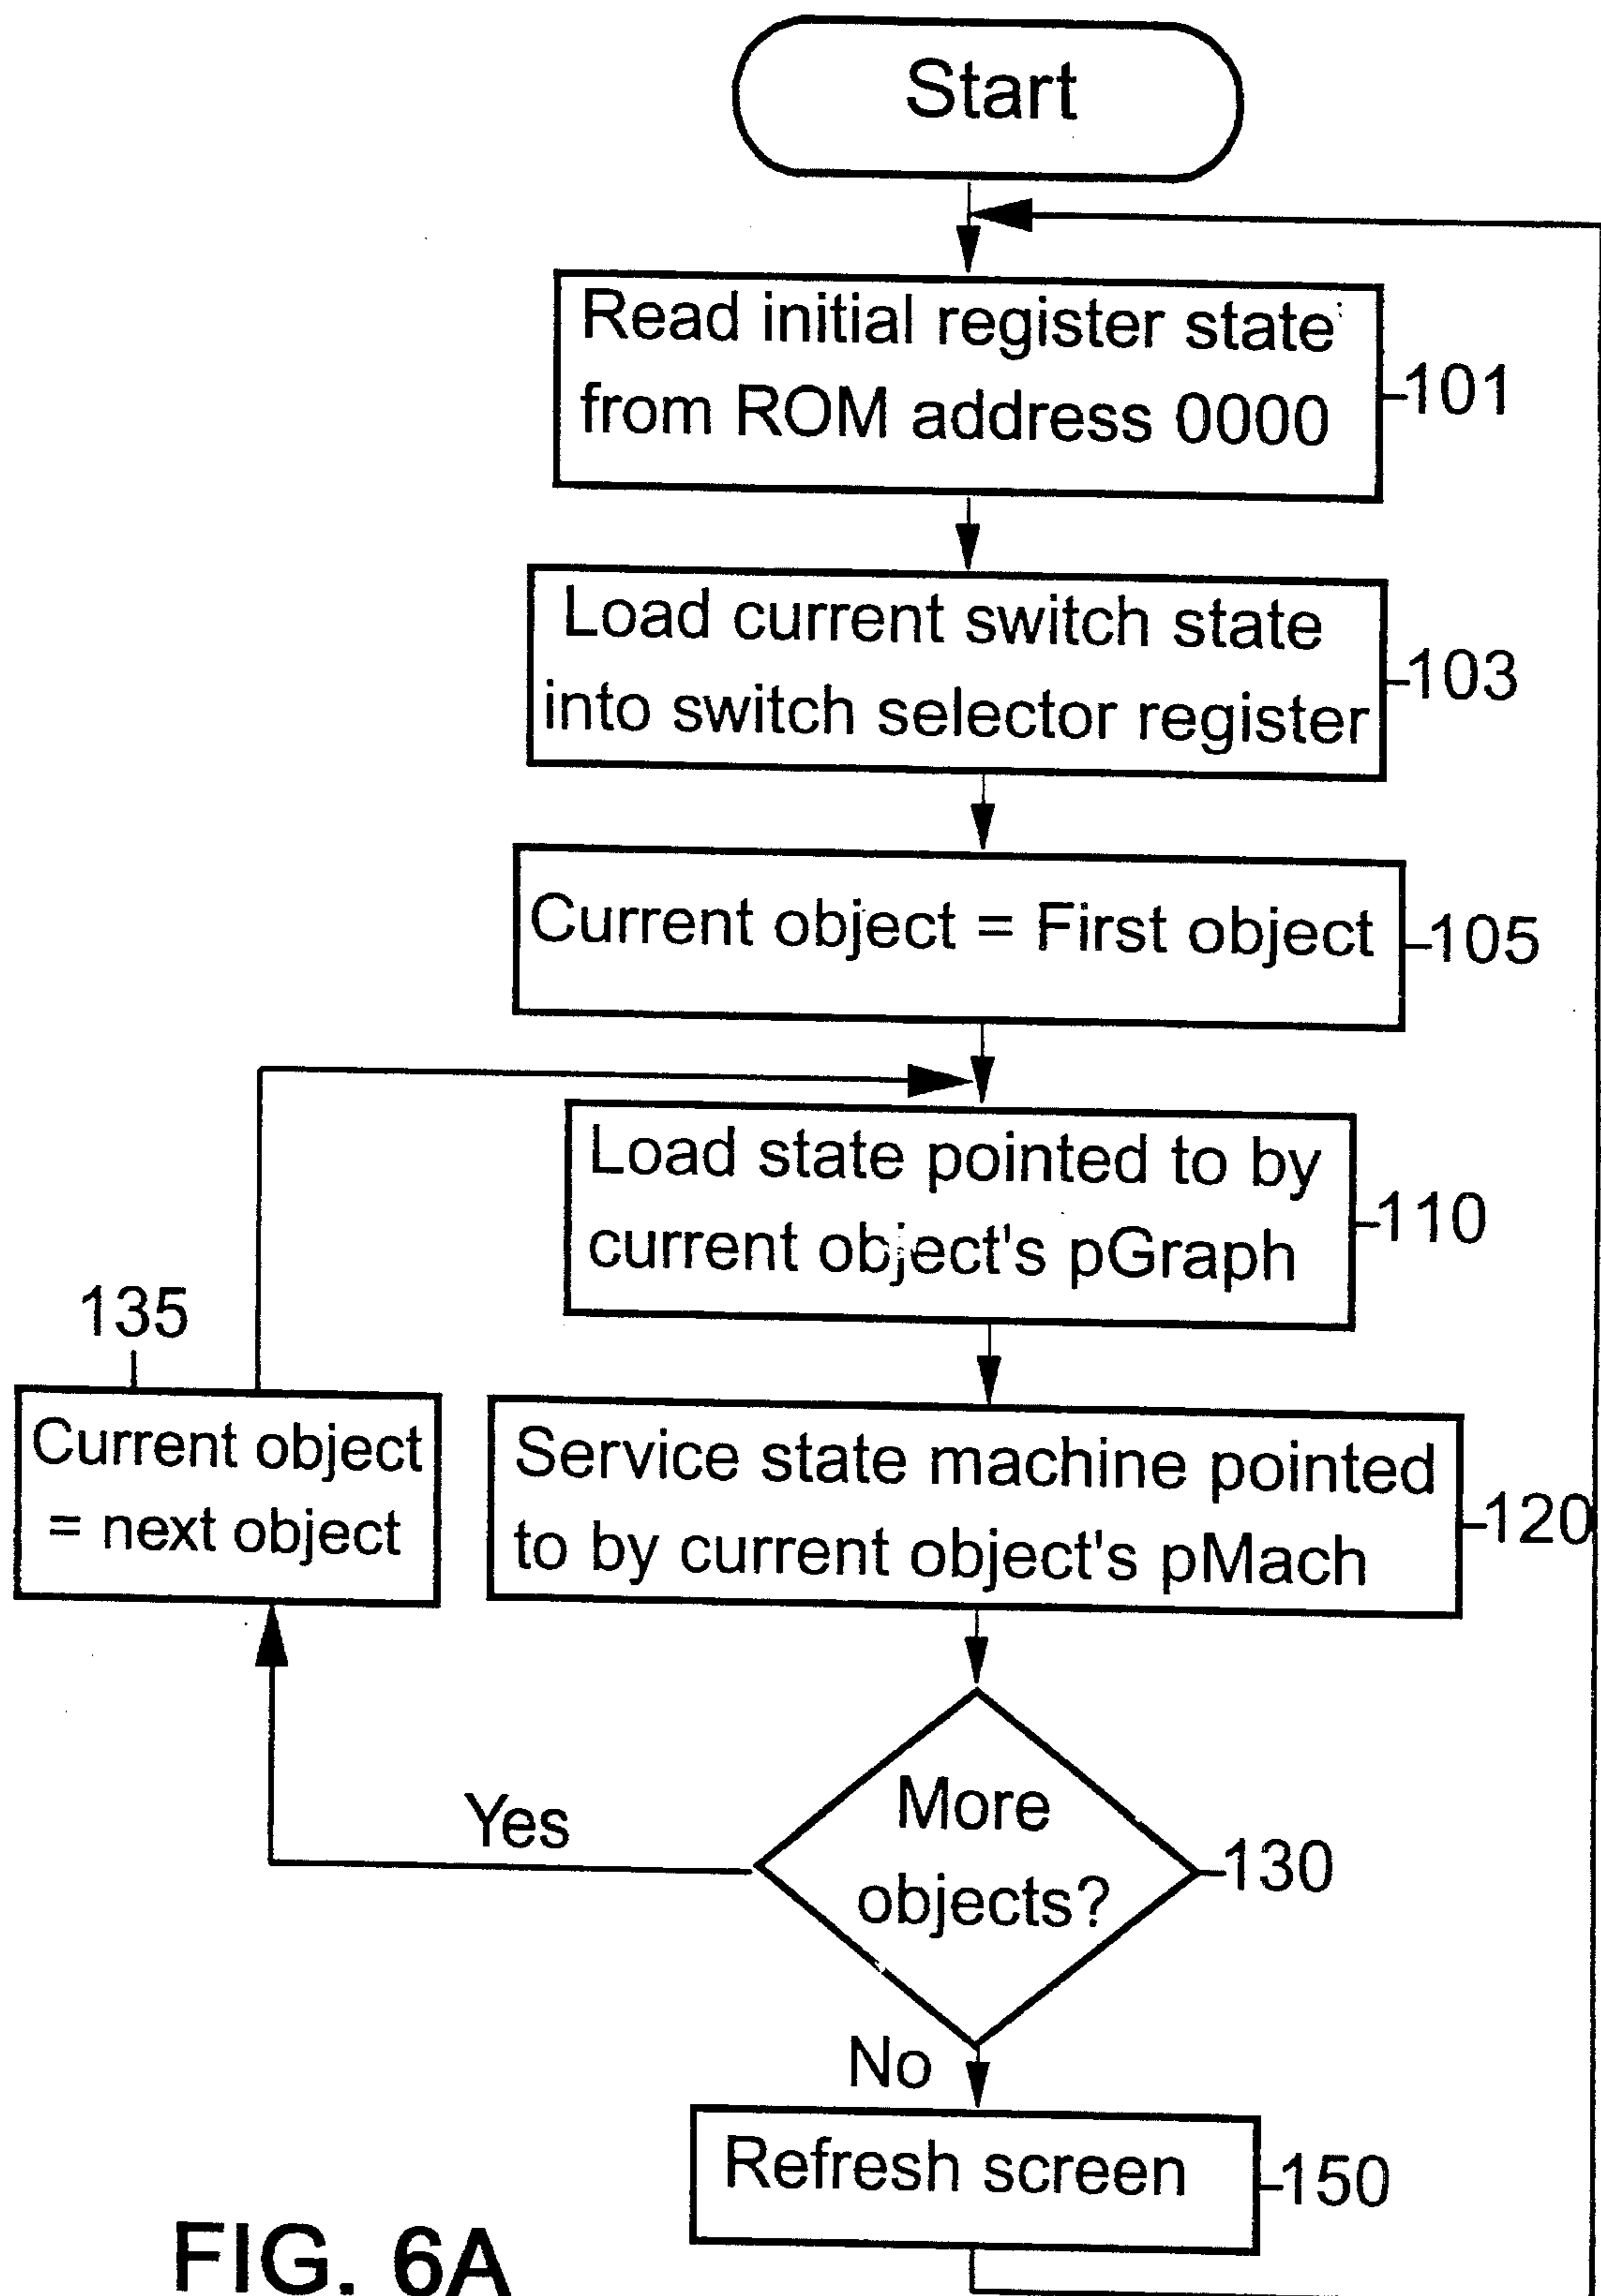 Start
Read initial register state
from ROM address 0000
101
Load current switch state
into switch selector register
103
Current object = First object
105
Load state pointed to by
current object's pGraph
110
135
Current object
= next object
Service state machine pointed
to by current object's pMach
120
Yes
More
objects?
130
No
Refresh screen
150
FIG. 6A